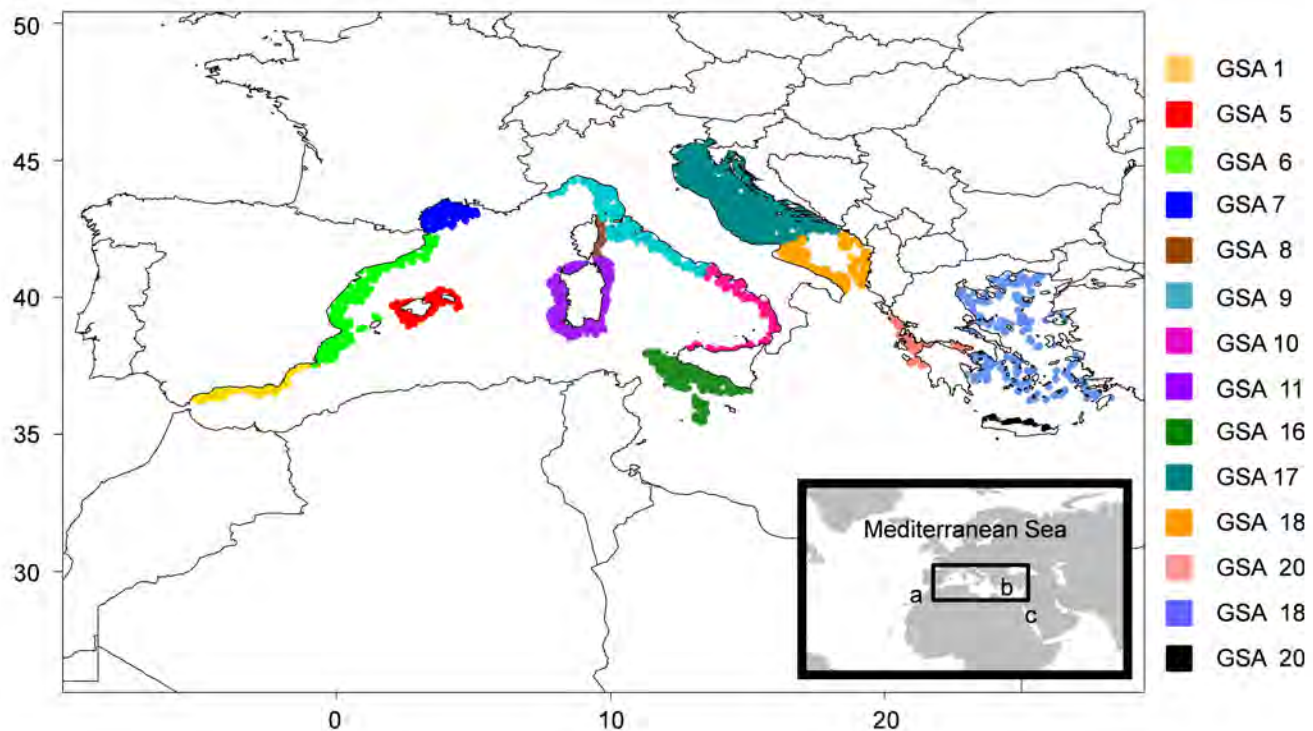 50
45
40
35
30
0
10
20
GSA 1
GSA 5
GSA 6
GSA 7
GSA 8
GSA 9
GSA 10
GSA 11
GSA 16
GSA 17
GSA 18
GSA 20
GSA 18
GSA 20
Mediterranean Sea
a
b
c